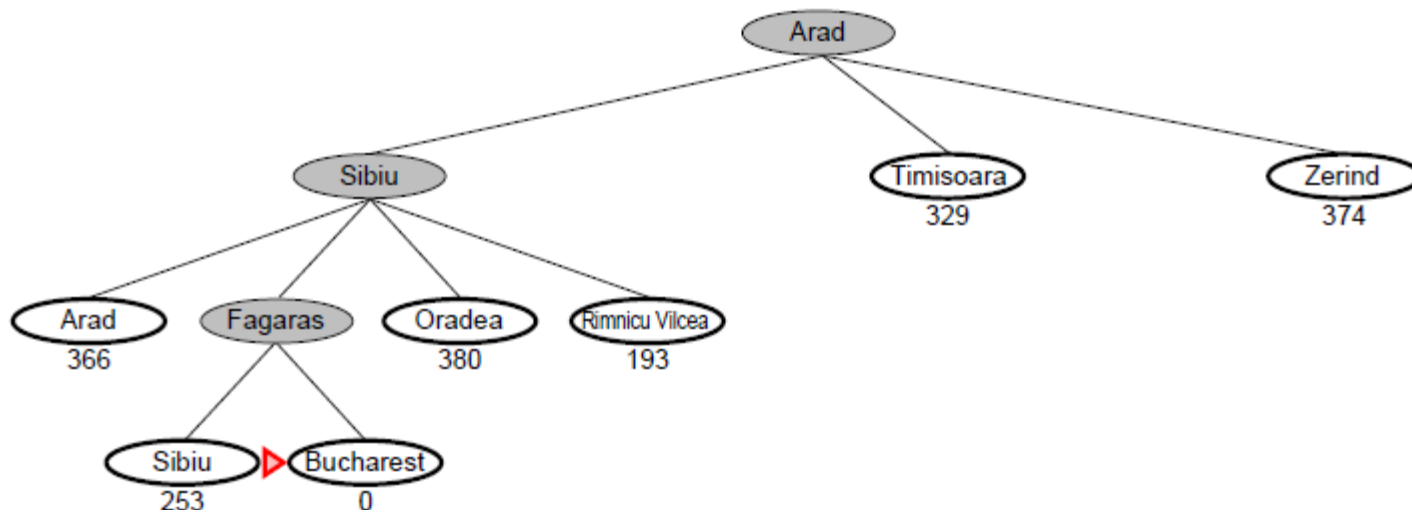 Arad
Sibiu
Timisoara
Zerind
329
374
Arad
Fagaras
Oradea
Rimnicu Vilcea
366
380
193
Sibiu
Bucharest
253
0